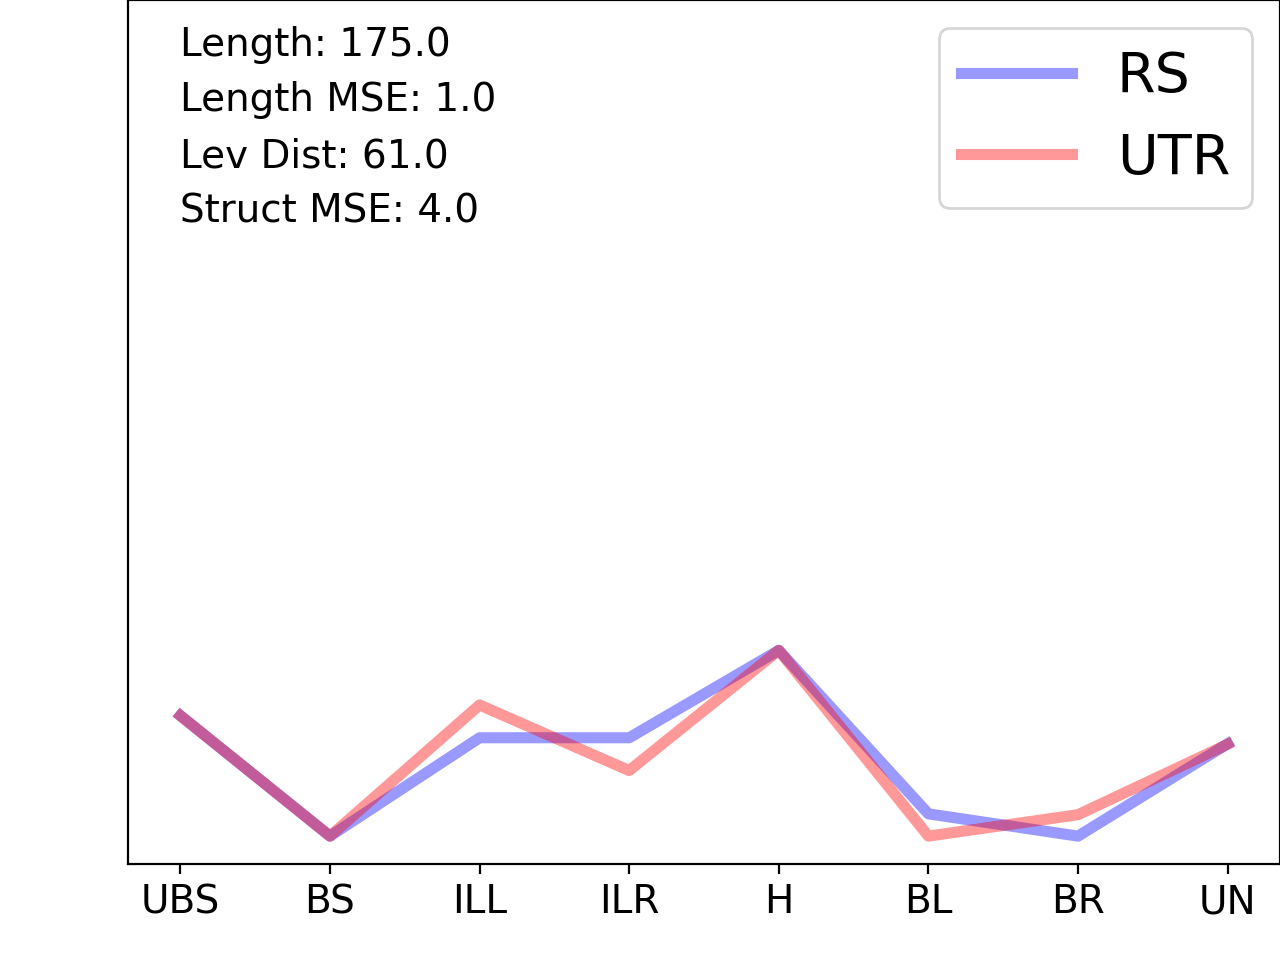 Length: 175.0
Length MSE: 1.0
Lev Dist: 61.0
Struct MSE: 4.0
RS
UTR
UBS BS ILL ILR H BL BR UN